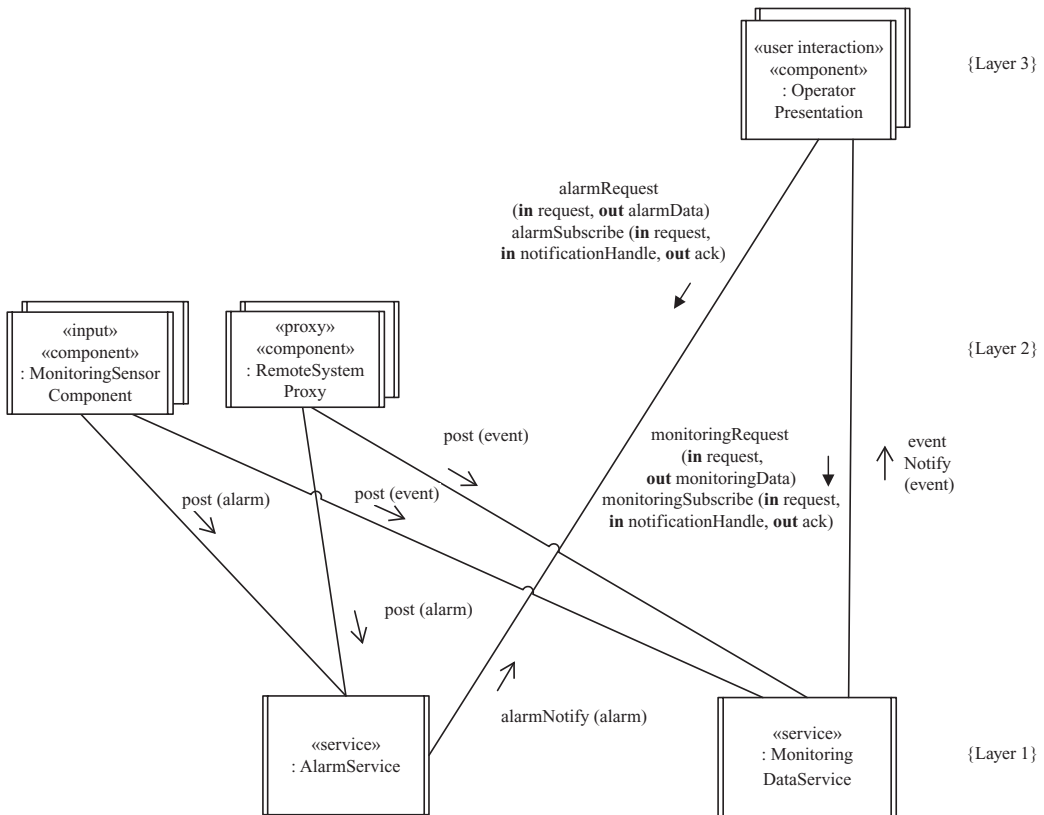 «user interaction»
«component»
: Operator
Presentation
{Layer 3}
alarmRequest
(in request, out alarmData)
alarmSubscribe (in request,
in notificationHandle, out ack)
«input»
«component»
: MonitoringSensor
Component
«proxy»
«component»
: RemoteSystem
Proxy
{Layer 2}
post (event)
monitoringRequest
(in request,
out monitoringData)
monitoringSubscribe (in request,
in notificationHandle, out ack)
event
Notify
(event)
post (alarm)
post (event)
post (alarm)
alarmNotify (alarm)
«service»
: AlarmService
«service»
: Monitoring
DataService
{Layer 1}